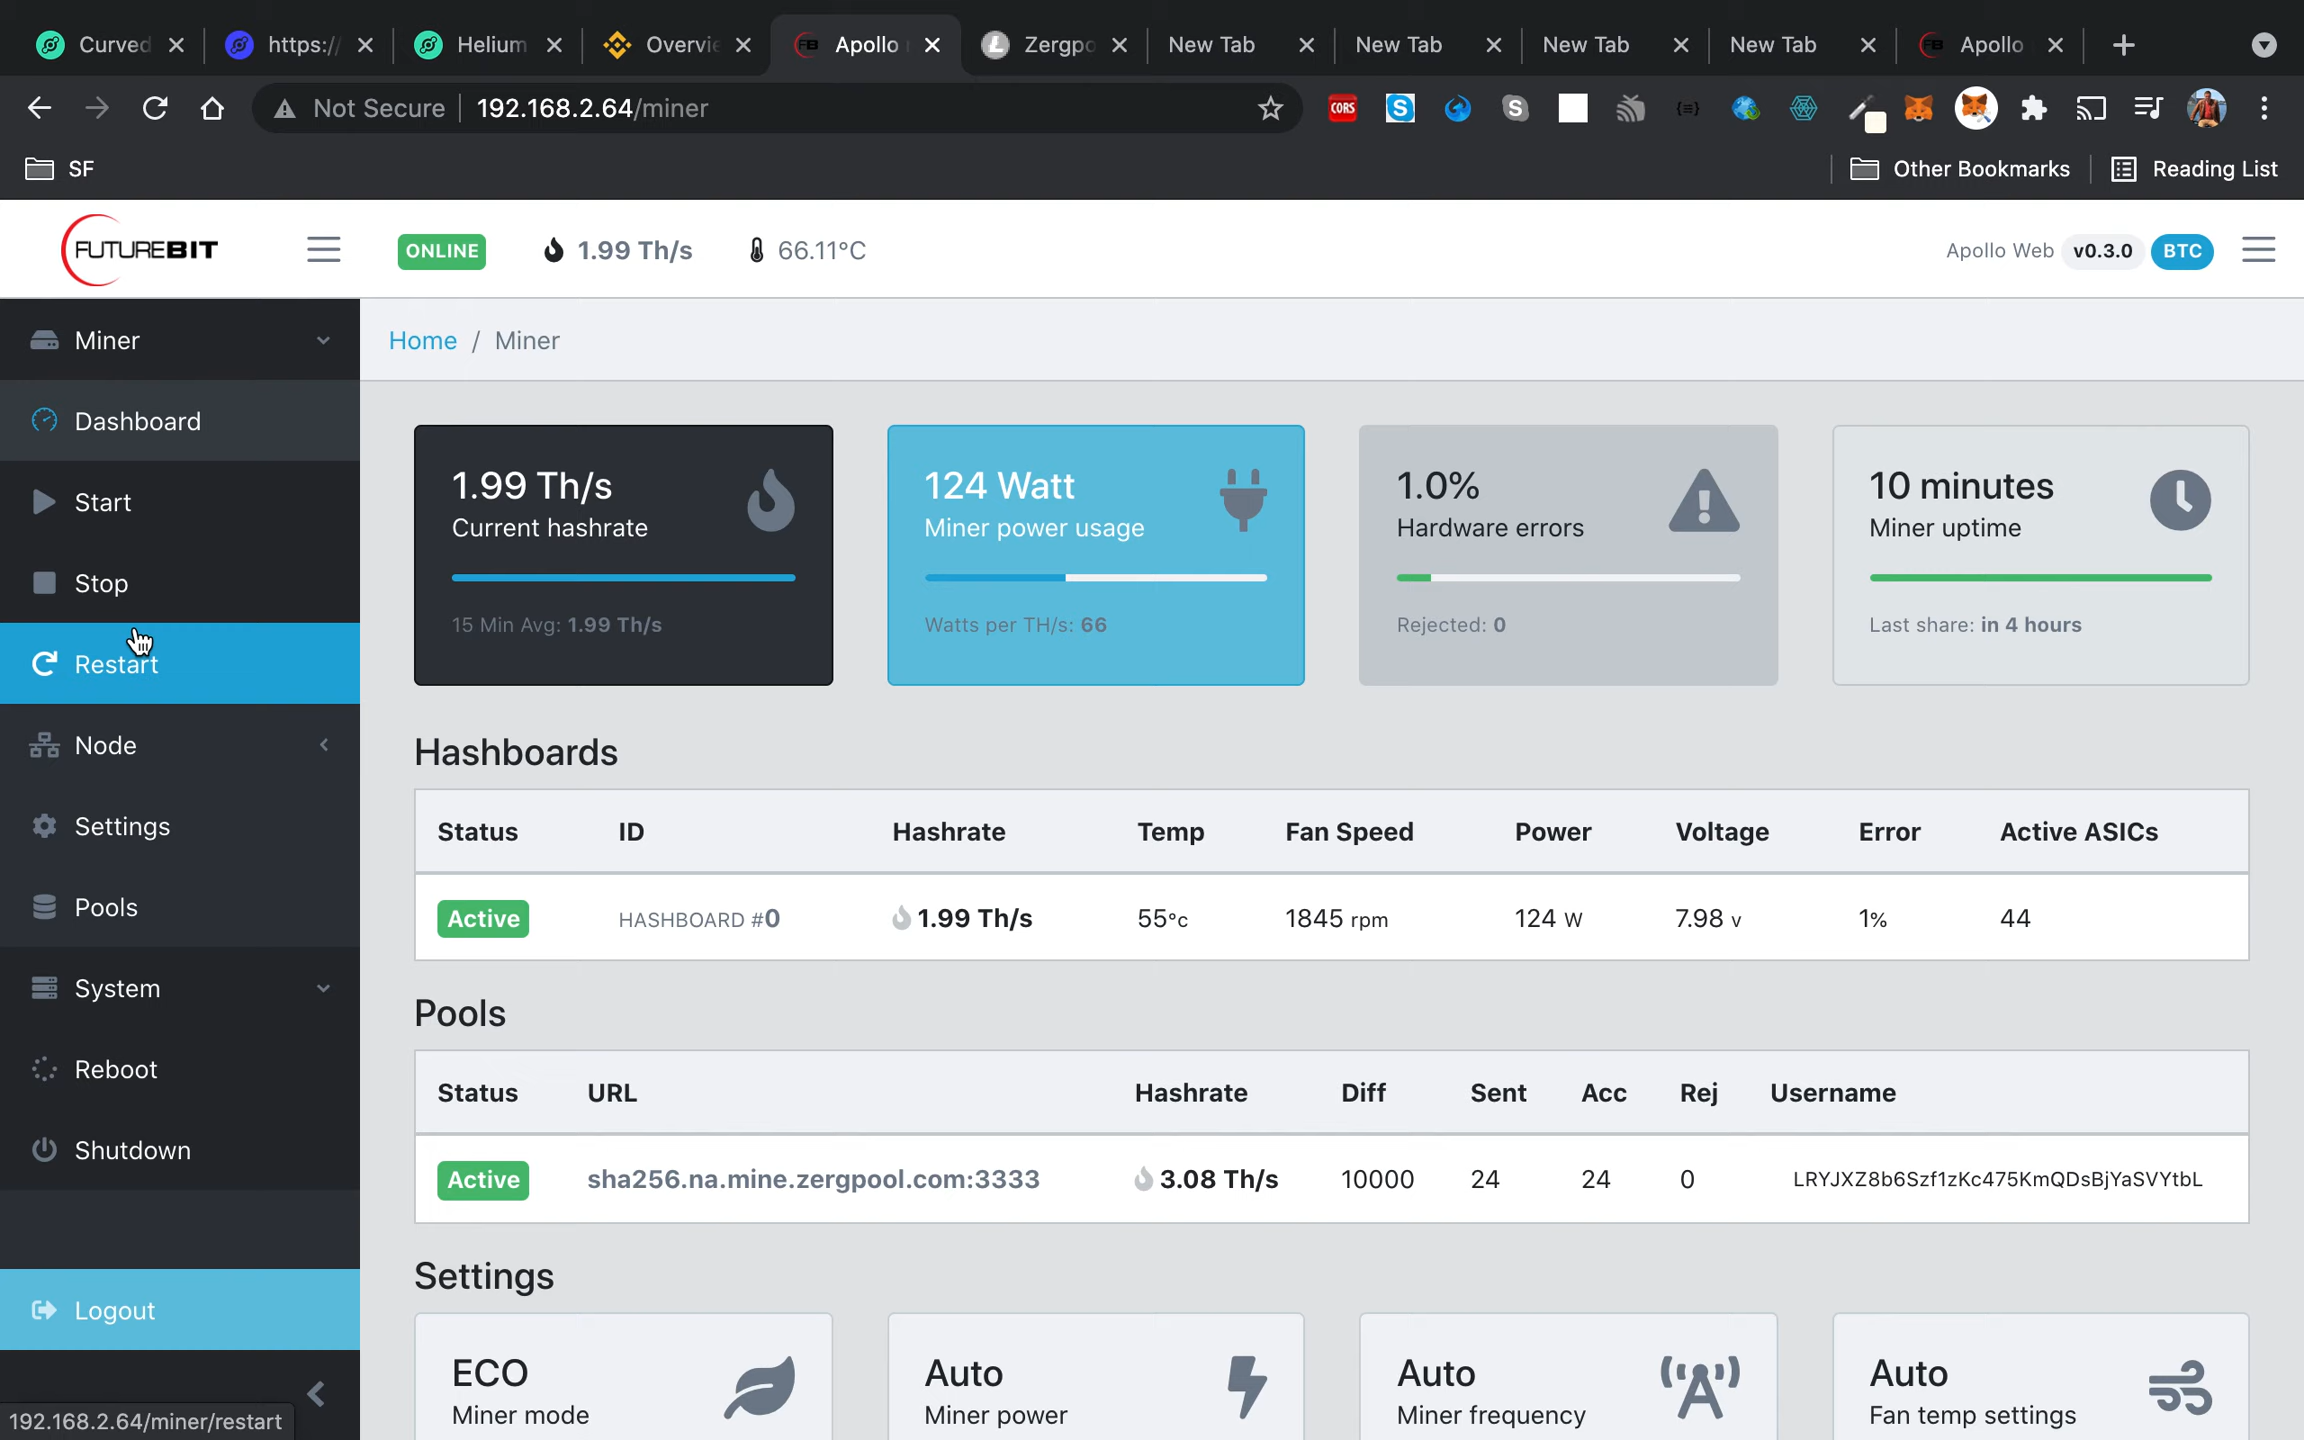 Curved
https:/
Helium
Overvie
Apollo
Zergpo
New Tab
New Tab
New Tab
New Tab
Apollo
Not Secure
192.168.2.64/miner
CORS
SF
Other Bookmarks
Reading List
FUTUREBIT
ONLINE
1.99 Th/s
66.11°C
Apollo Web v0.3.0 BTC
Miner
Dashboard
Start
Stop
Restart
Node
Settings
Pools
System
Reboot
Shutdown
Logout
192.168.2.64/miner/restart
Home / Miner
1.99 Th/s
Current hashrate
15 Min Avg: 1.99 Th/s
124 Watt
Miner power usage
Watts per TH/s: 66
1.0%
Hardware errors
Rejected: 0
10 minutes
Miner uptime
Last share: in 4 hours
Hashboards
Status ID Hashrate Temp Fan Speed Power Voltage Error Active ASICs
Active HASHBOARD #0 1.99 Th/s 55°c 1845 rpm 124 W 7.98 v 1% 44
Pools
Status URL Hashrate Diff Sent Acc Rej Username
Active sha256.na.mine.zergpool.com:3333 3.08 Th/s 10000 24 24 0 LRYJXZ8b6Szf1zKc475KmQDsBjYaSVYtbL
Settings
ECO
Miner mode
Auto
Miner power
Auto
Miner frequency
Auto
Fan temp settings